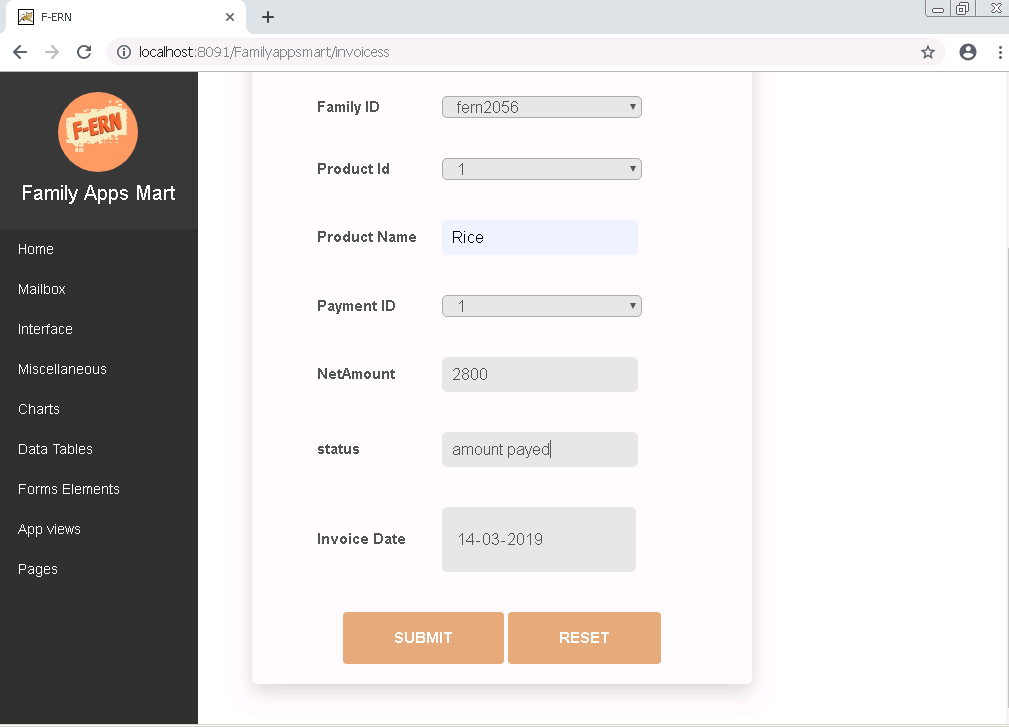 F-ERN
localhost:8091/Familyappsmart/invoicess
F-ERN
Family Apps Mart
Home
Mailbox
Interface
Miscellaneous
Charts
Data Tables
Forms Elements
App views
Pages
Family ID fern2056
Product Id 1
Product Name Rice
Payment ID 1
NetAmount 2800
status amount payed
Invoice Date 14-03-2019
SUBMIT RESET